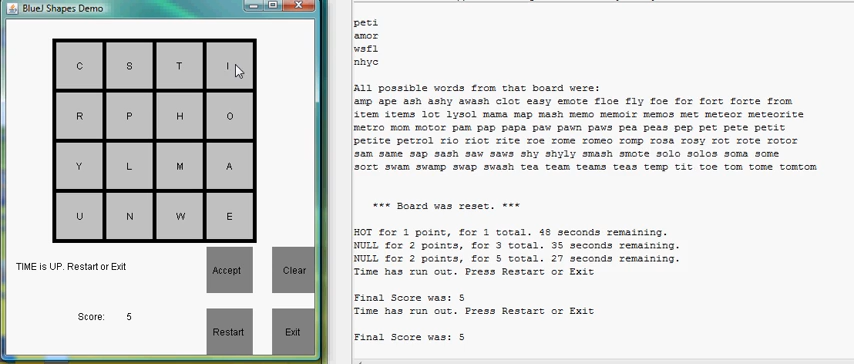 BlueJ Shapes Demo
C S T I
R P H O
Y L M A
U N W E
TIME is UP. Restart or Exit
Accept
Clear
Score: 5
Restart
Exit
peti
amor
wsfl
nhyc
All possible words from that board were:
amp ape ash ashy awash clot easy emote floe fly foe for fort forte from
item items lot lysol mama map mash memo memoir memos met meteor meteorite
metro mom motor pam pap papa paw pawn paws pea peas pep pet pete petit
petite petrol rio riot rite roe rome romeo romp rosa rosy rot rote rotor
sam same sap sash saw saws shy shyly smash smote solo solos soma some
sort swam swamp swap swash tea team teams teas temp tit toe tom tome tomtom
*** Board was reset. ***
HOT for 1 point, for 1 total. 48 seconds remaining.
NULL for 2 points, for 3 total. 35 seconds remaining.
NULL for 2 points, for 5 total. 27 seconds remaining.
Time has run out. Press Restart or Exit
Final Score was: 5
Time has run out. Press Restart or Exit
Final Score was: 5